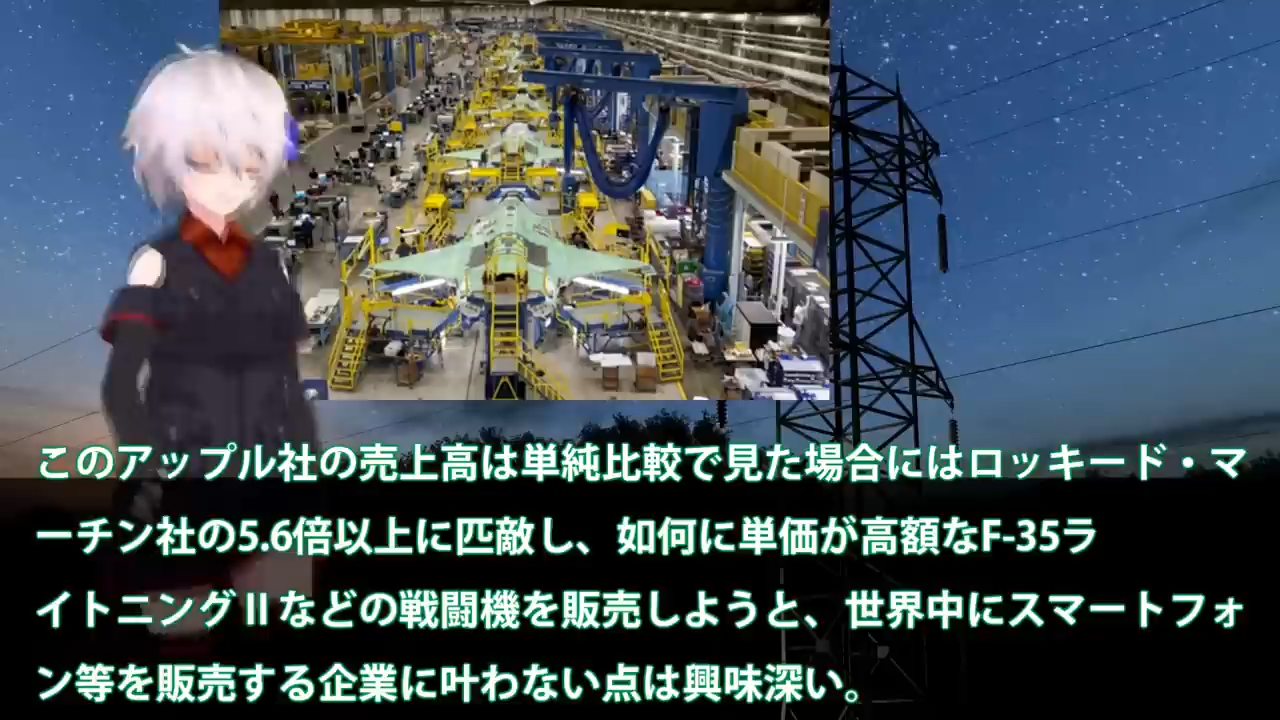 このアップル社の売上高は単純比較で見た場合にはロッキード・マ
ーチン社の5.6倍以上に匹敵し、如何に単価が高額なF-35ラ
イトニングⅡなどの戦闘機を販売しようと、世界中にスマートフォ
ン等を販売する企業に叶わない点は興味深い。